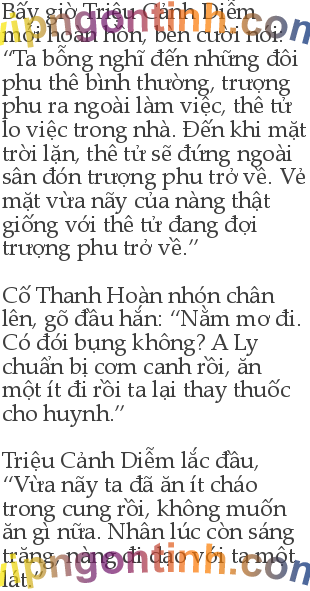 Bấy giờ Triệu Cảnh Diễm
mới hoàn hồn, bèn cười nói:
“Ta bỗng nghĩ đến những đôi
phu thê bình thường, trượng
phu ra ngoài làm việc, thê tử
lo việc trong nhà. Đến khi mặt
trời lặn, thê tử sẽ đứng ngoài
sân đón trượng phu trở về. Vẻ
mặt vừa nãy của nàng thật
giống với thê tử đang đợi
trượng phu trở về.”
Cố Thanh Hoàn nhón chân
lên, gõ đầu hắn: “Nằm mơ đi.
Có đói bụng không? A Ly
chuẩn bị cơm canh rồi, ăn
một ít đi rồi ta lại thay thuốc
cho huynh.”
Triệu Cảnh Diễm lắc đầu,
“Vừa nãy ta đã ăn ít cháo
trong cung rồi, không muốn
ăn gì nữa. Nhân lúc còn sáng
trăng, nàng đi dạo với ta một
lát.”